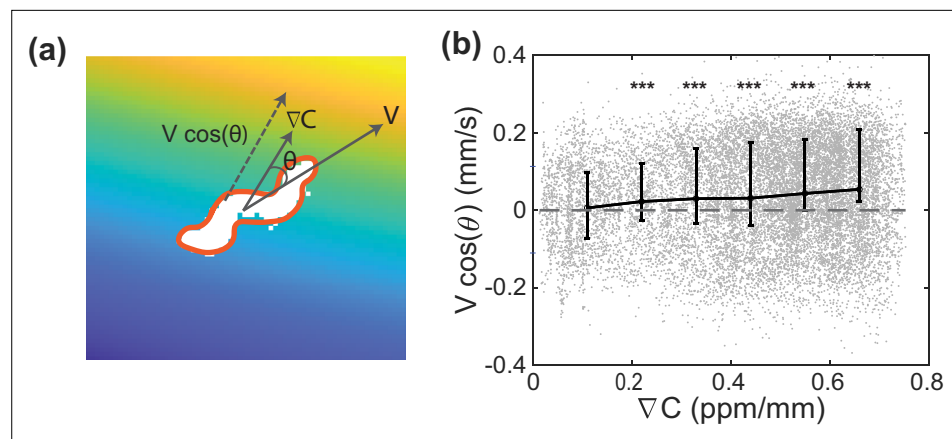 (a)
V cos(θ)
∇C
V
θ
(b)
V cos(θ) (mm/s)
0.4
0.2
0
-0.2
-0.4
*** *** *** *** ***
0 0.2 0.4 0.6 0.8
∇C (ppm/mm)